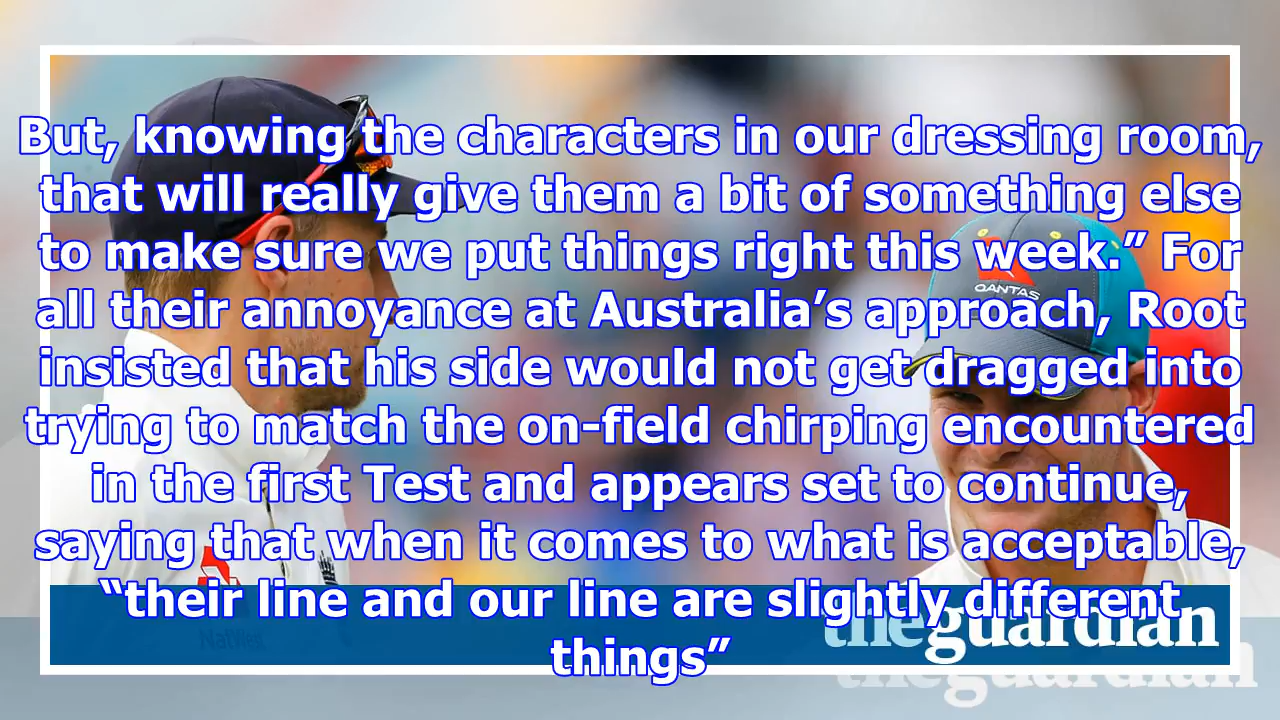 But, knowing the characters in our dressing room,
that will really give them a bit of something else
to make sure we put things right this week.” For
all their annoyance at Australia’s approach, Root
insisted that his side would not get dragged into
trying to match the on-field chirping encountered
in the first Test and appears set to continue,
saying that when it comes to what is acceptable,
“their line and our line are slightly different
things”
QANTAS
NatWest
theguardian
theguardian